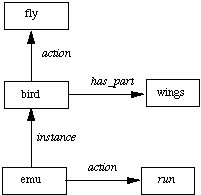 fly
action
has_part
bird
wings
instance
action
emu
run